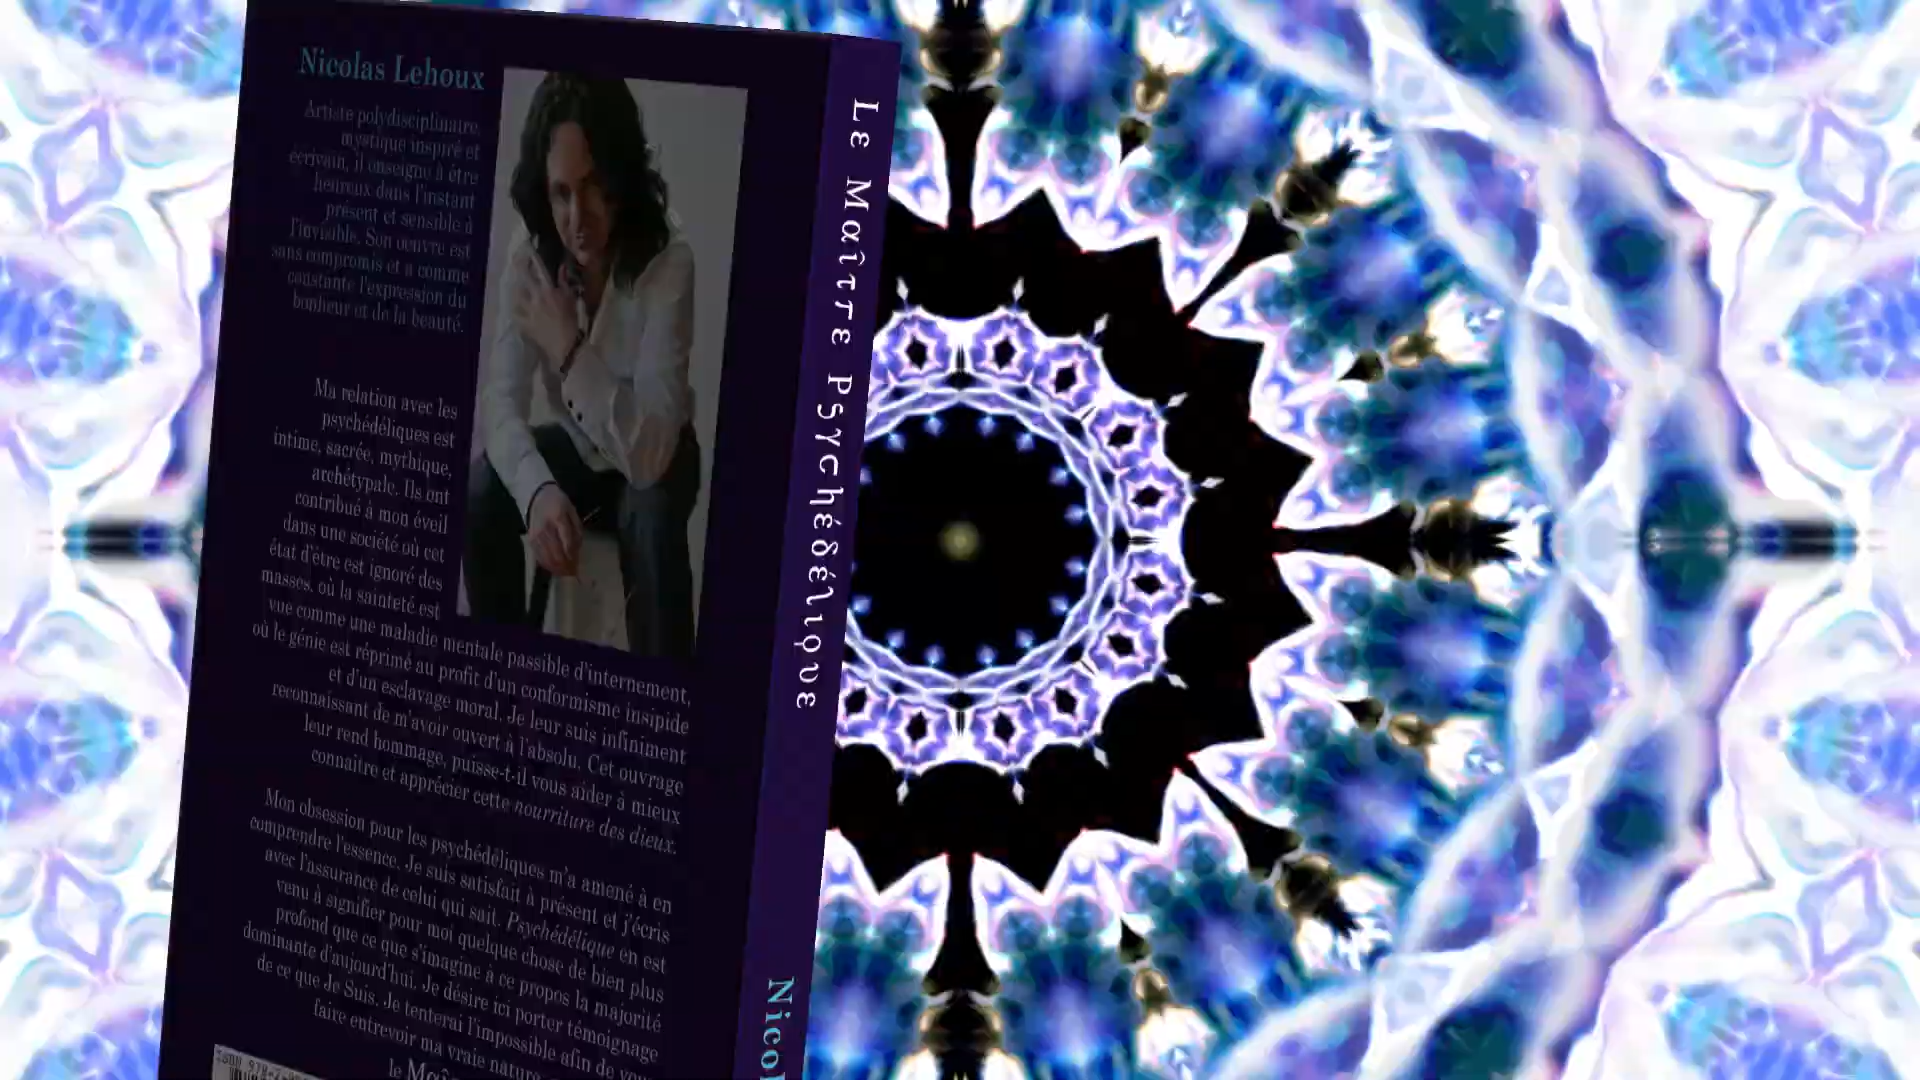 Nicolas Lehoux
Artiste polydisciplinaire,
mystique inspiré et
écrivain, il enseigne à être
heureux dans l'instant
présent et sensible à
l'invisible. Son oeuvre est
sans compromis et a comme
constante l'expression du
bonheur et de la beauté.
Ma relation avec les
psychédéliques est
intime, sacrée, mythique,
archétypale. Ils ont
contribué à mon éveil
dans une société où cet
état d'être est ignoré des
masses, où la sainteté est
vue comme une maladie mentale passible d'internement,
où le génie est réprimé au profit d'un conformisme insipide
et d'un esclavage moral. Je leur suis infiniment
reconnaissant de m'avoir ouvert à l'absolu. Cet ouvrage
leur rend hommage, puisse-t-il vous aider à mieux
connaitre et apprécier cette nourriture des dieux.
Mon obsession pour les psychédéliques m'a amené à en
comprendre l'essence. Je suis satisfait à présent et j'écris
avec l'assurance de celui qui sait. Psychédélique en est
venu à signifier pour moi quelque chose de bien plus
profond que ce que s'imagine à ce propos la majorité
dominante d'aujourd'hui. Je désire ici porter témoignage
de ce que Je Suis. Je tenterai l'impossible afin de
faire entrevoir ma vraie nature
le
ISBN
Le Maître Psychédélique
Nicol